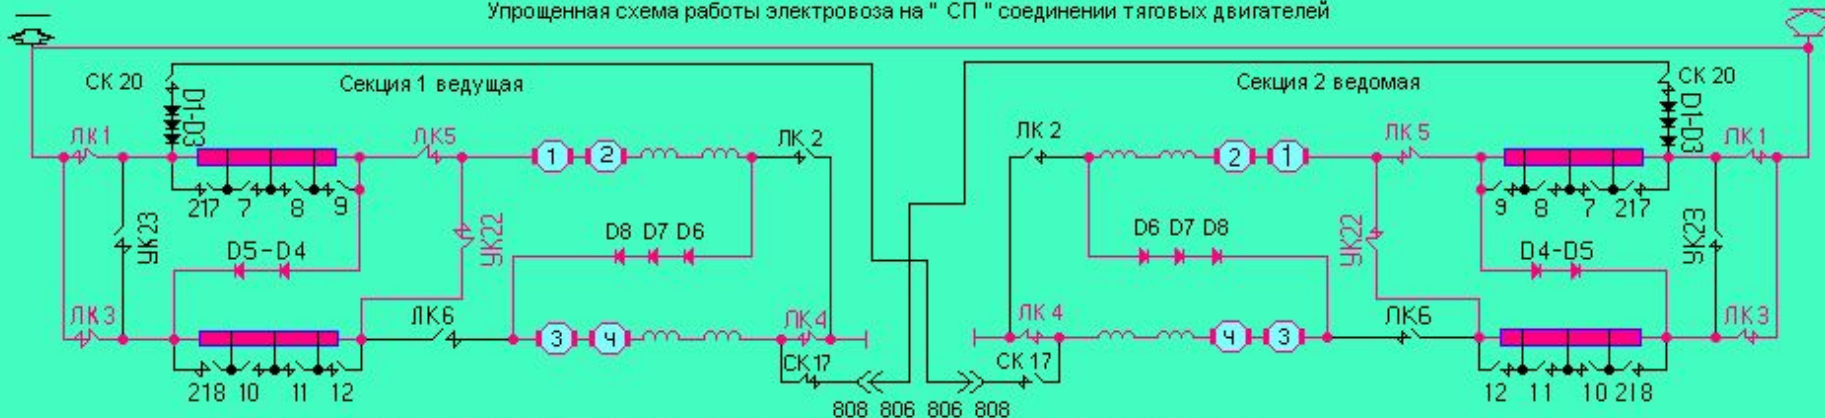 Упрощенная схема работы электровоза на " СП " соединении тяговых двигателей
СК 20 Секция 1 ведущая Секция 2 ведомая СК 20
D1-D3 D1-D3
ЛК1 ЛК5 ЛК 2 ЛК 2 ЛК 5 ЛК1
1 2 2 1
217 7 8 9 9 8 7 217
УК23 УК22 УК22 УК23
D5-D4 D8 D7 D6 D6 D7 D8 D4-D5
ЛК3 ЛК6 ЛК4 ЛК 4 ЛК6 ЛК3
3 4 4 3
СК17 СК 17
218 10 11 12 12 11 10 218
808 806 806 808